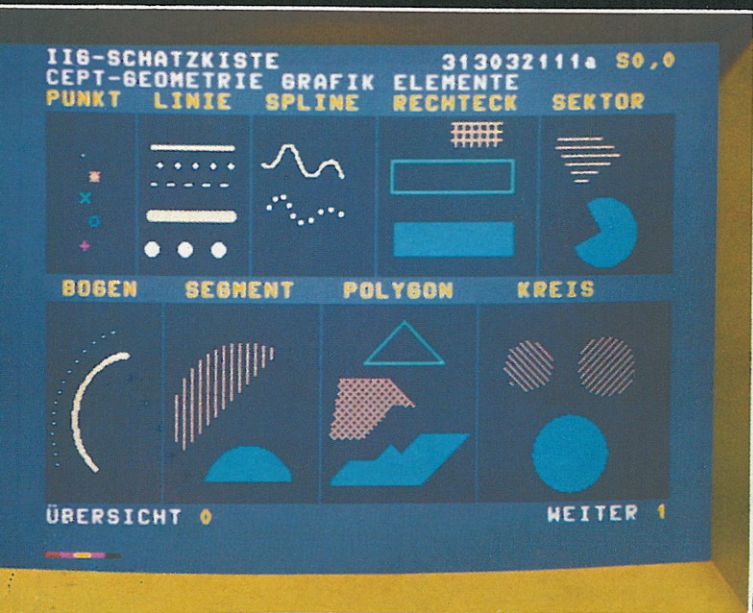 IIG-SCHATZKISTE 313032111a S0,0
CEPT-GEOMETRIE GRAFIK ELEMENTE
PUNKT LINIE SPLINE RECHTECK SEKTOR
BOGEN SEGMENT POLYGON KREIS
ÜBERSICHT 0 WEITER 1